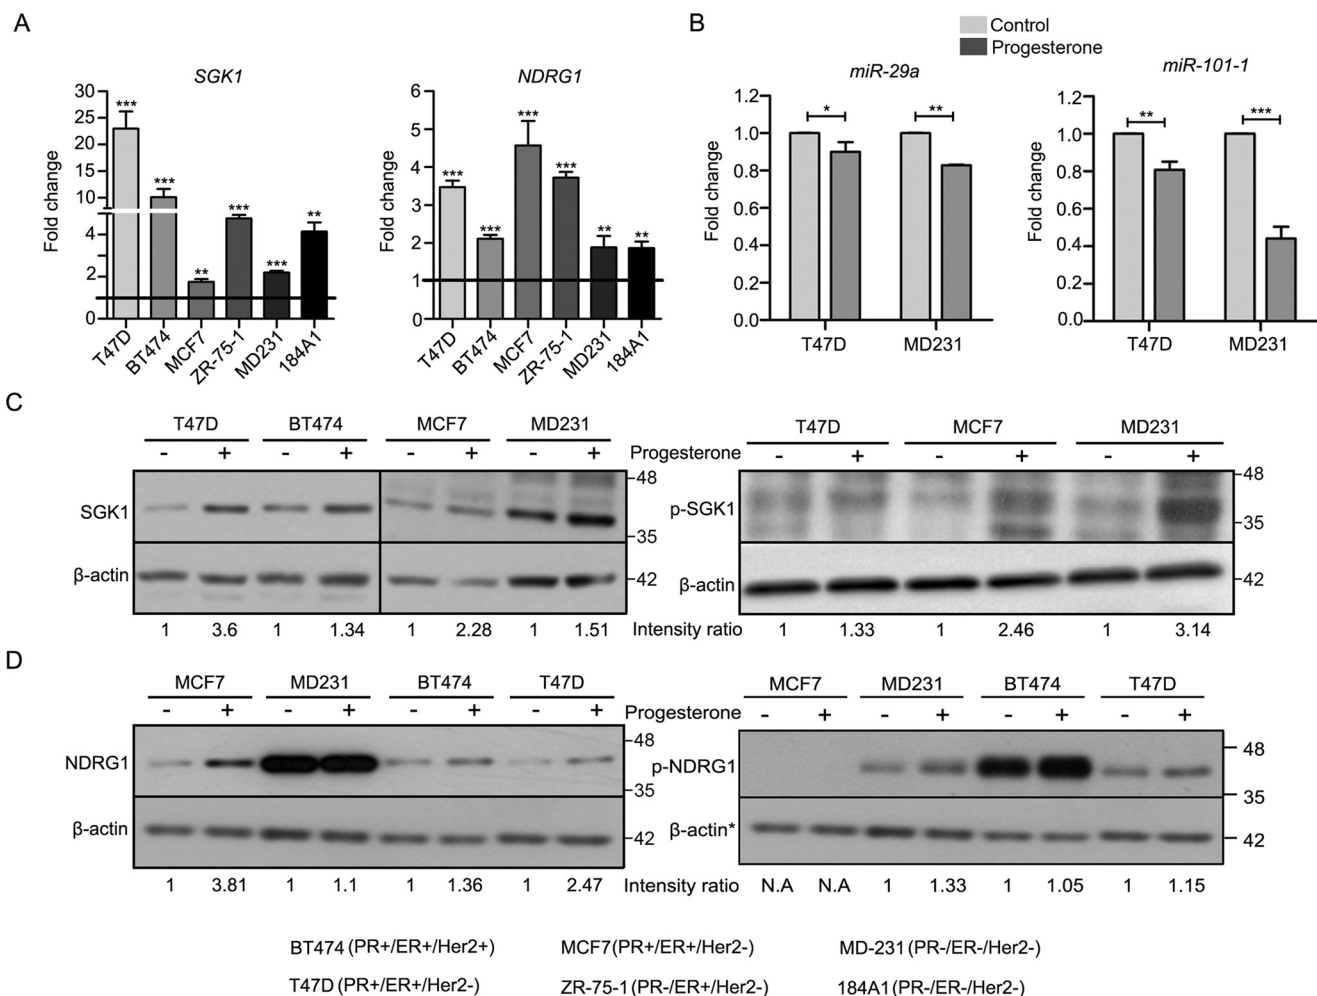 A
B
Control
Progesterone
SGK1
NDRG1
miR-29a
miR-101-1
Fold change
30
25
20
15
10
4
2
0
***
***
**
***
***
**
T47D
BT474
MCF7
ZR-75-1
MD231
184A1
Fold change
6
5
4
3
2
1
0
***
***
***
***
**
**
T47D
BT474
MCF7
ZR-75-1
MD231
184A1
Fold change
1.2
1.0
0.8
0.6
0.4
0.2
0.0
*
**
T47D
MD231
Fold change
1.2
1.0
0.8
0.6
0.4
0.2
0.0
**
***
T47D
MD231
C
T47D BT474 MCF7 MD231
- + - + - + - + Progesterone
SGK1
48
35
β-actin
42
1 3.6 1 1.34 1 2.28 1 1.51 Intensity ratio
T47D MCF7 MD231
- + - + - +
p-SGK1
48
35
β-actin
42
1 1.33 1 2.46 1 3.14
D
MCF7 MD231 BT474 T47D
- + - + - + - + Progesterone
NDRG1
48
35
β-actin
42
1 3.81 1 1.1 1 1.36 1 2.47 Intensity ratio
MCF7 MD231 BT474 T47D
- + - + - + - +
p-NDRG1
48
35
β-actin*
42
N.A N.A 1 1.33 1 1.05 1 1.15
BT474 (PR+/ER+/Her2+) MCF7(PR+/ER+/Her2-) MD-231(PR-/ER-/Her2-)
T47D (PR+/ER+/Her2-) ZR-75-1(PR-/ER+/Her2-) 184A1(PR-/ER-/Her2-)